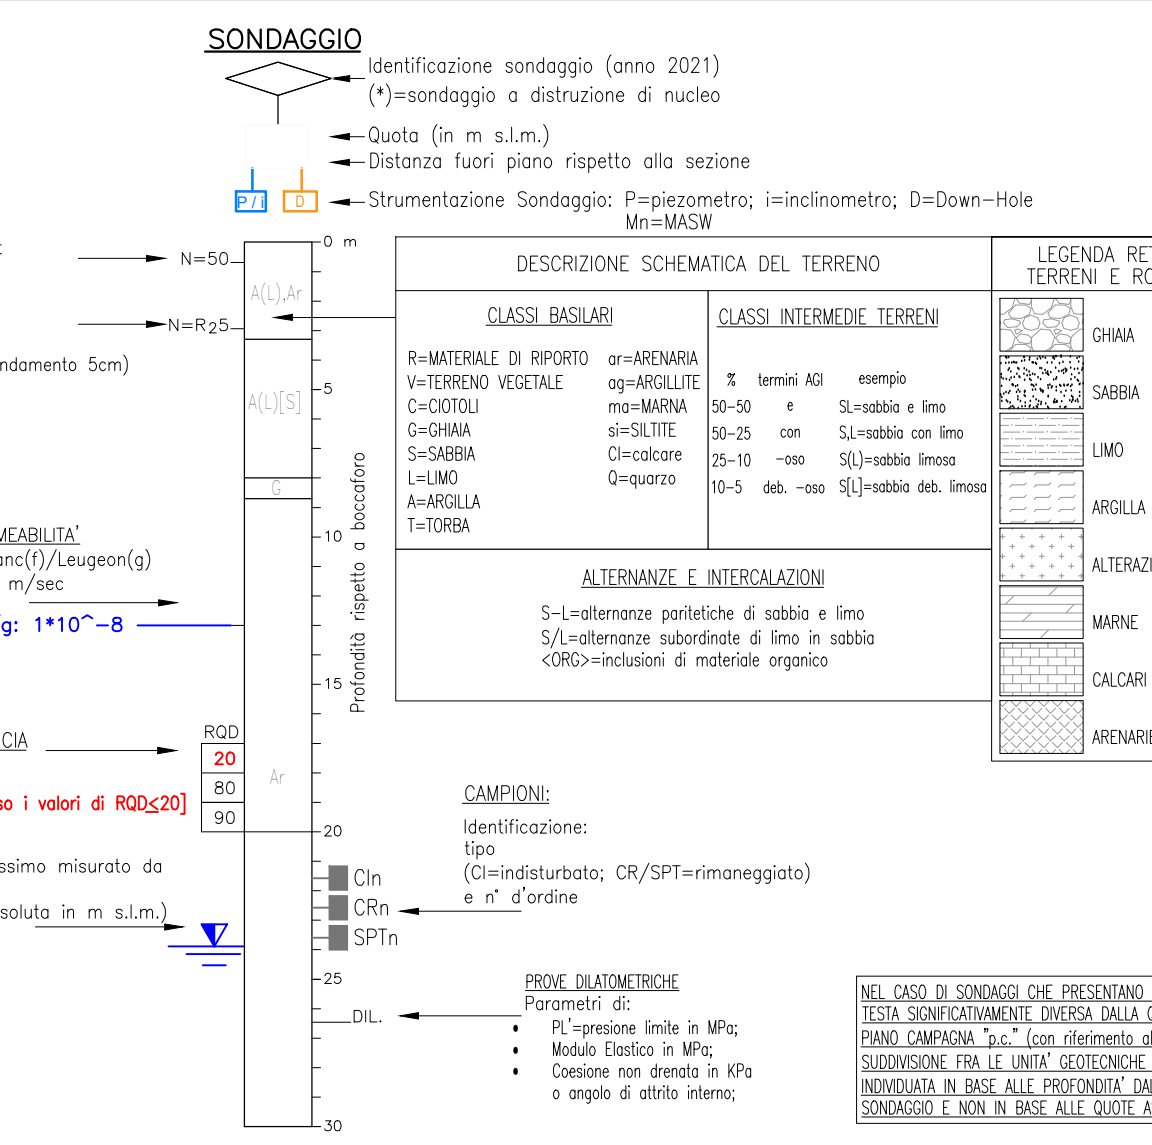 SONDAGGIO
Identificazione sondaggio (anno 2021)
(*)=sondaggio a distruzione di nucleo
Quota (in m s.l.m.)
Distanza fuori piano rispetto alla sezione
P/i
D
Strumentazione Sondaggio: P=piezometro; i=inclinometro; D=Down-Hole
Mn=MASW
0 m
N=50
A(L),Ar
N=R25
ndamento 5cm)
5
A(L)[S]
G
10
Profondità rispetto a boccaforo
MEABILITA'
anc(f)/Leugeon(g)
m/sec
g: 1*10^-8
15
CIA
RQD
20
80
90
Ar
so i valori di RQD≤20]
20
ssimo misurato da
soluta in m s.l.m.)
CIn
CRn
SPTn
25
DIL.
30
DESCRIZIONE SCHEMATICA DEL TERRENO
CLASSI BASILARI
R=MATERIALE DI RIPORTO
V=TERRENO VEGETALE
C=CIOTOLI
G=GHIAIA
S=SABBIA
L=LIMO
A=ARGILLA
T=TORBA
ar=ARENARIA
ag=ARGILLITE
ma=MARNA
si=SILTITE
Cl=calcare
Q=quarzo
CLASSI INTERMEDIE TERRENI
% termini AGI esempio
50-50 e SL=sabbia e limo
50-25 con S,L=sabbia con limo
25-10 -oso S(L)=sabbia limosa
10-5 deb. -oso S[L]=sabbia deb. limosa
ALTERNANZE E INTERCALAZIONI
S-L=alternanze paritetiche di sabbia e limo
S/L=alternanze subordinate di limo in sabbia
<ORG>=inclusioni di materiale organico
LEGENDA RET
TERRENI E RO
GHIAIA
SABBIA
LIMO
ARGILLA
ALTERAZI
MARNE
CALCARI
ARENARIE
CAMPIONI:
Identificazione:
tipo
(CI=indisturbato; CR/SPT=rimaneggiato)
e n° d'ordine
PROVE DILATOMETRICHE
Parametri di:
• PL'=presione limite in MPa;
• Modulo Elastico in MPa;
• Coesione non drenata in KPa
o angolo di attrito interno;
NEL CASO DI SONDAGGI CHE PRESENTANO
TESTA SIGNIFICATIVAMENTE DIVERSA DALLA
PIANO CAMPAGNA "p.c." (con riferimento al
SUDDIVISIONE FRA LE UNITA' GEOTECNICHE
INDIVIDUATA IN BASE ALLE PROFONDITA' DAL
SONDAGGIO E NON IN BASE ALLE QUOTE